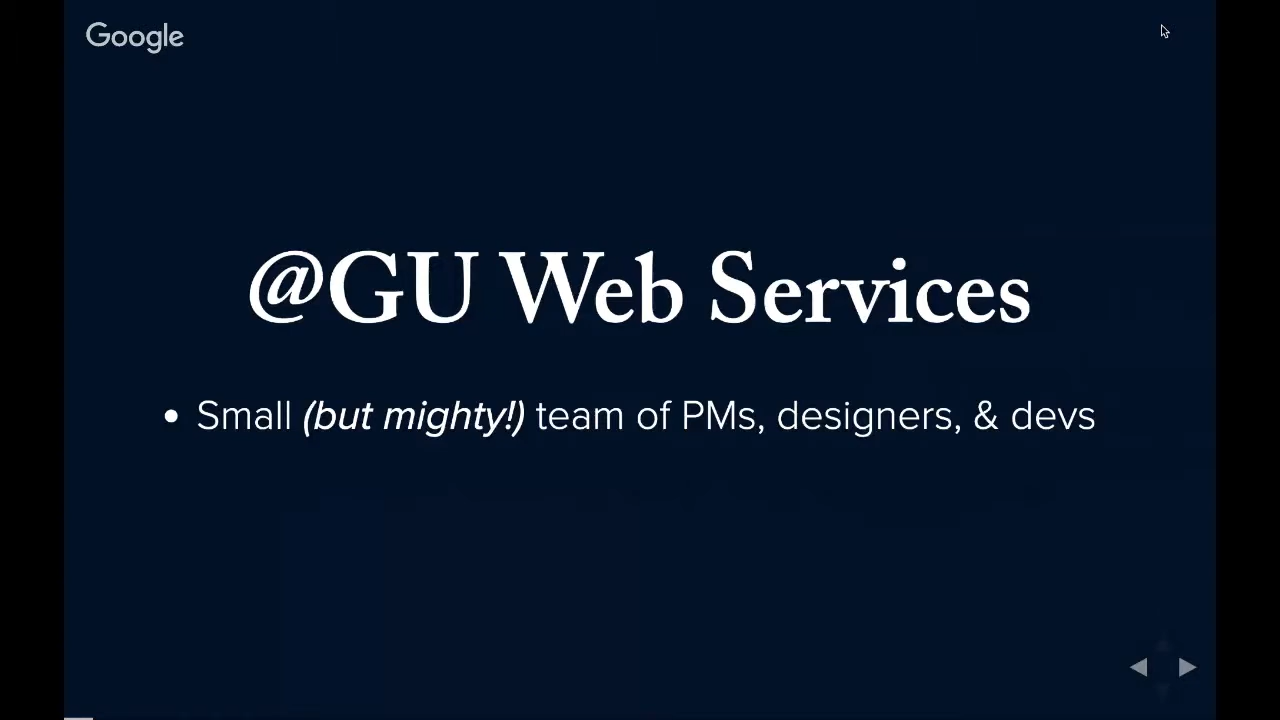 Google
@GU Web Services
• Small (but mighty!) team of PMs, designers, & devs